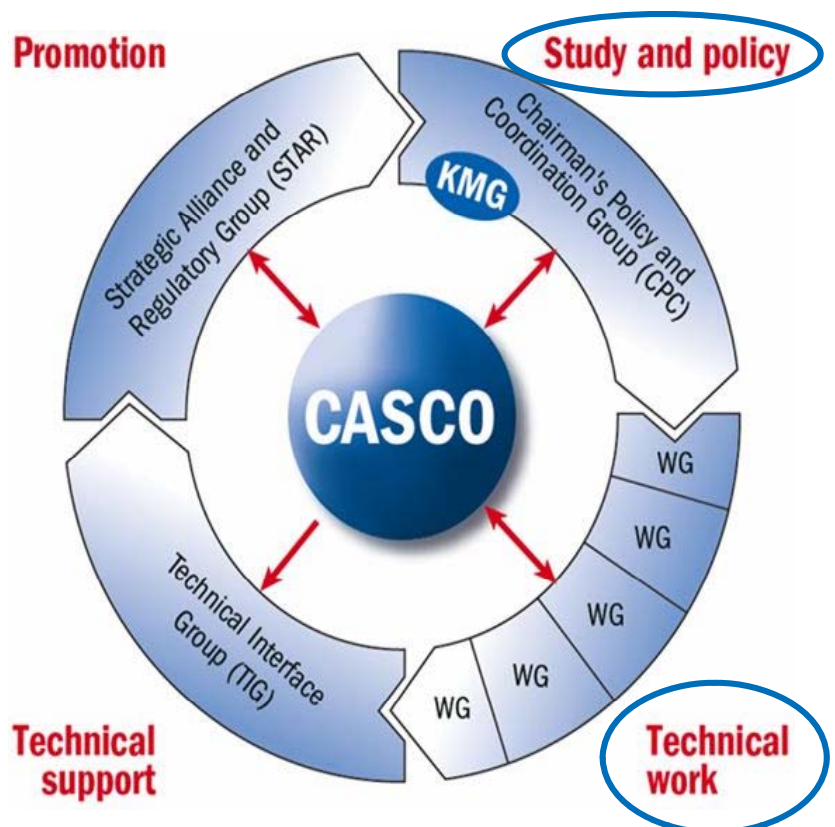 Promotion
Study and policy
Strategic Alliance and
Regulatory Group (STAR)
Chairman's Policy and
Coordination Group (CPC)
KMG
CASCO
WG
WG
WG
WG
WG
Technical Interface
Group (TIG)
Technical
support
Technical
work